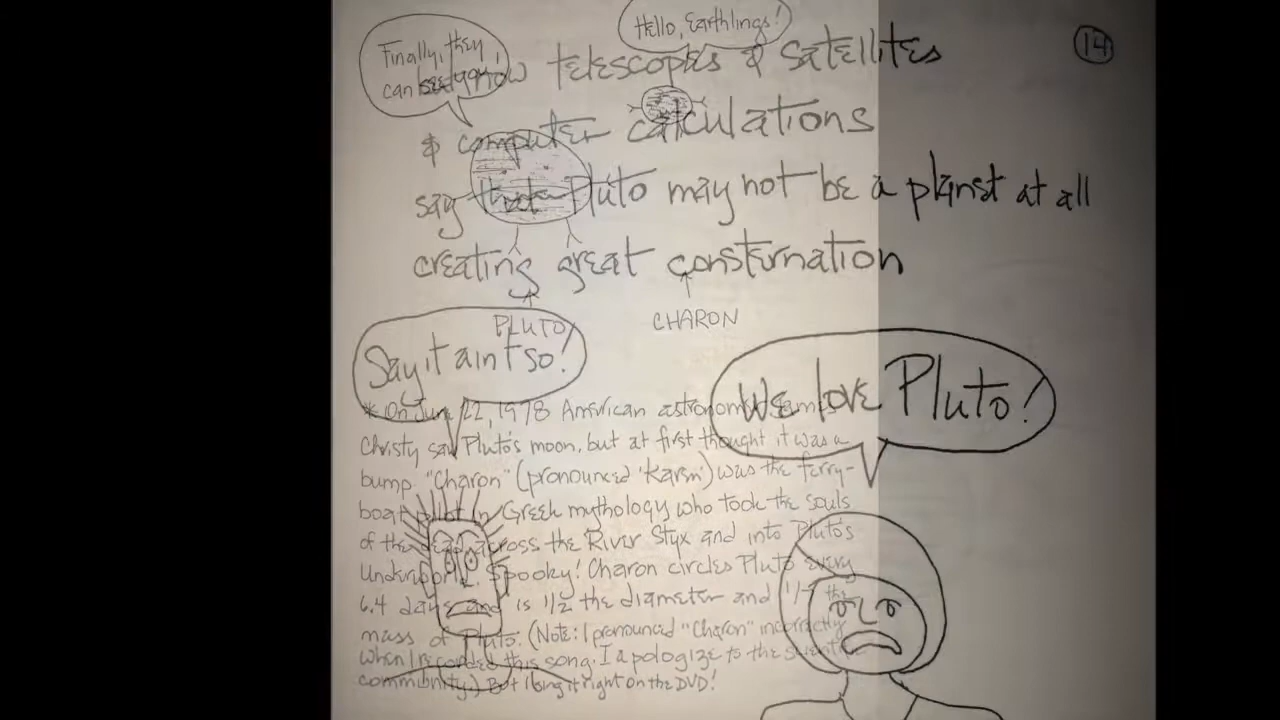 Hello, Earthlings!
14
Finally, they
can see
now telescopes & satellites
& computer calculations
say that Pluto may not be a planet at all
creating great consternation
PLUTO
CHARON
Say it ain't so!
We love Pluto!
* On June 22, 1978 American astronomer James
Christy saw Pluto's moon, but at first thought it was a
bump "Charon" (pronounced 'Karen') was the ferry-
boat pilot in Greek mythology who took the souls
of the dead across the River Styx and into Pluto's
Underworld. Spooky! Charon circles Pluto every
6.4 days and is 1/2 the diameter and 1/7 the
mass of Pluto. (Note: I pronounced "Charon" incorrectly
when I recorded this song. I apologize to the scientific
community.) But I sing it right on the DVD!